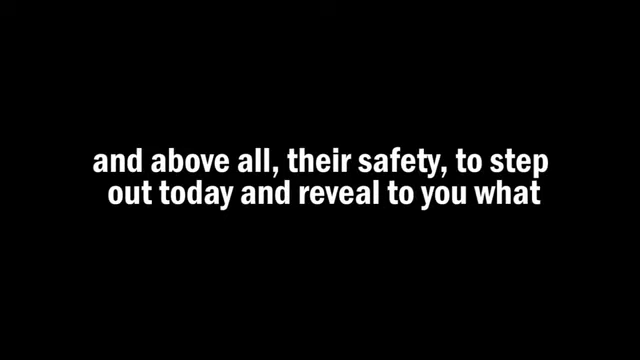 and above all, their safety, to step
out today and reveal to you what